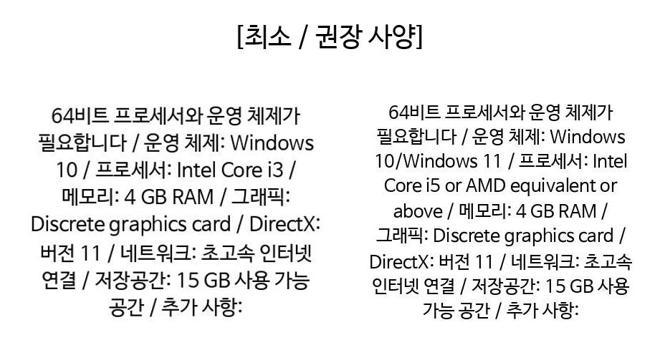 [최소 / 권장 사양]
64비트 프로세서와 운영 체제가
필요합니다 / 운영 체제: Windows
10 / 프로세서: Intel Core i3 /
메모리: 4 GB RAM / 그래픽:
Discrete graphics card / DirectX:
버전 11 / 네트워크: 초고속 인터넷
연결 / 저장공간: 15 GB 사용 가능
공간 / 추가 사항:
64비트 프로세서와 운영 체제가
필요합니다 / 운영 체제: Windows
10/Windows 11 / 프로세서: Intel
Core i5 or AMD equivalent or
above / 메모리: 4 GB RAM /
그래픽: Discrete graphics card /
DirectX: 버전 11 / 네트워크: 초고속
인터넷 연결 / 저장공간: 15 GB 사용
가능 공간 / 추가 사항: